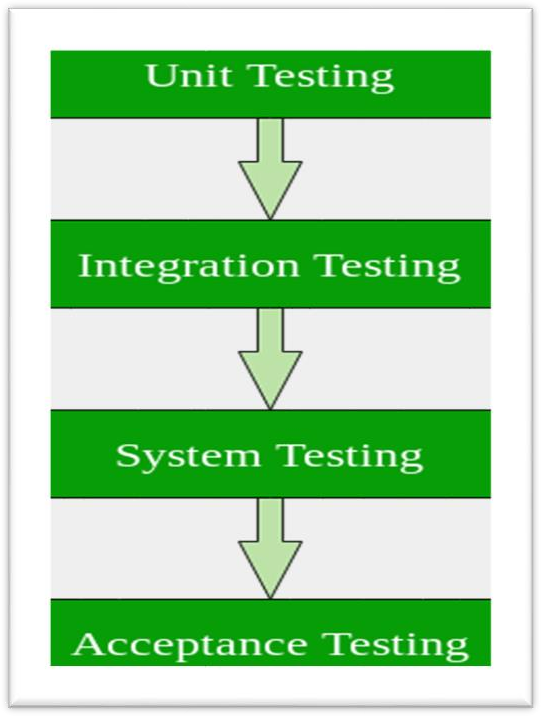 Unit Testing
Integration Testing
System Testing
Acceptance Testing